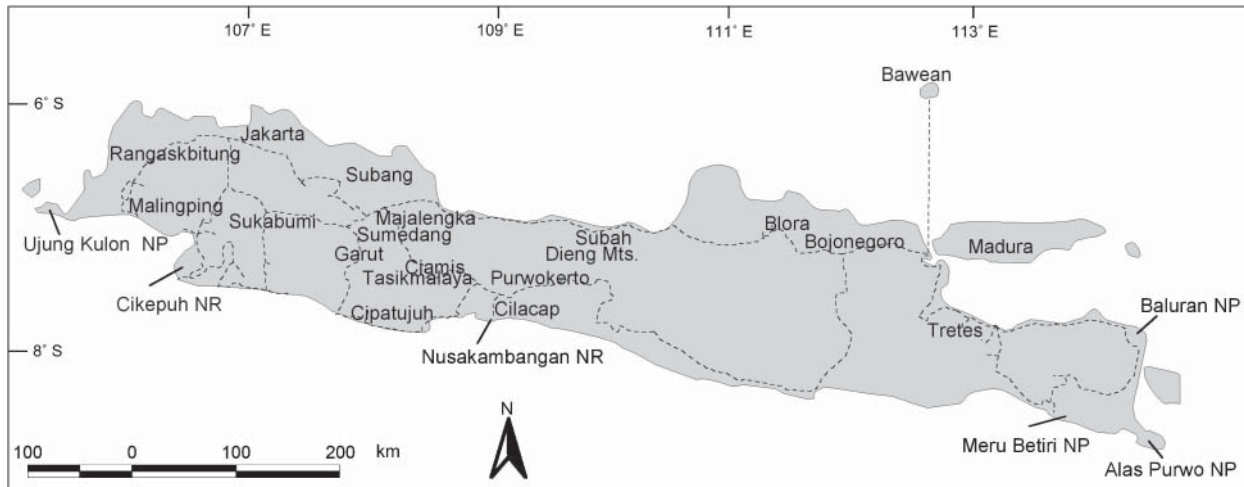 107° E
109° E
111° E
113° E
Bawean
6° S
Jakarta
Rangaskbitung
Subang
Malingping
Majalengka
Sukabumi
Sumedang
Blora
Subah
Bojonegoro
Madura
Ujung Kulon NP
Garut
Dieng Mts.
Ciamis
Tasikmalaya
Purwokerto
Cikepuh NR
Cipatujuh
Cilacap
Baluran NP
Tretes
8° S
Nusakambangan NR
N
Meru Betiri NP
100 0 100 200 km
Alas Purwo NP